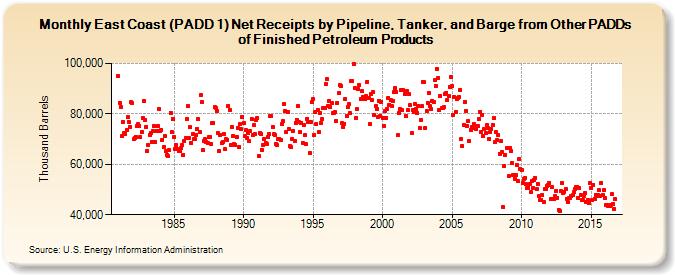 Monthly East Coast (PADD 1) Net Receipts by Pipeline, Tanker, and Barge from Other PADDs
of Finished Petroleum Products
Thousand Barrels
100,000
80,000
60,000
40,000
1985
1990
1995
2000
2005
2010
2015
Source: U.S. Energy Information Administration